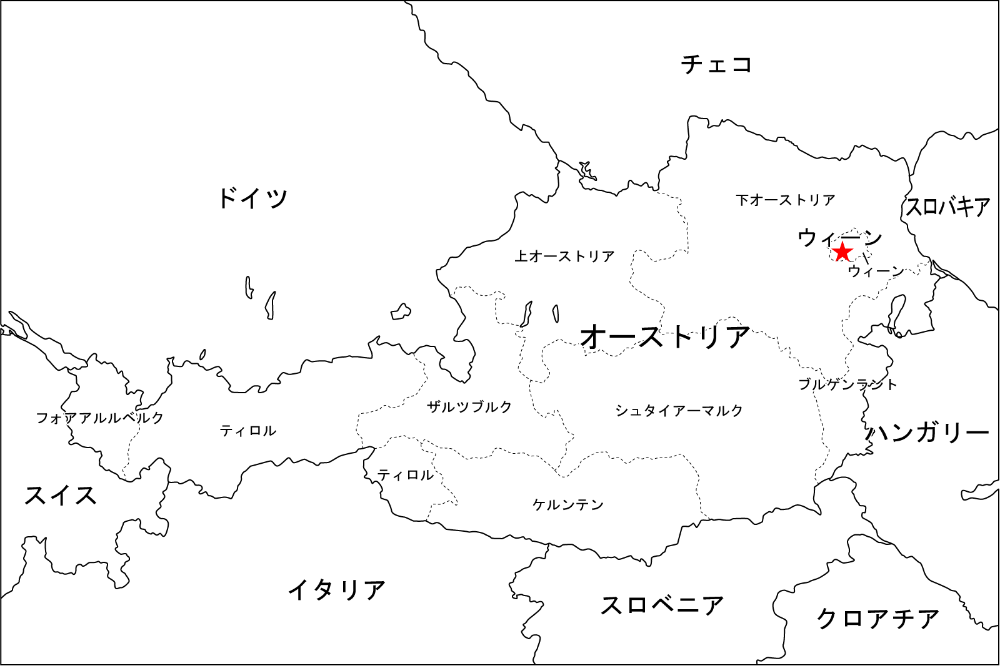 チェコ
ドイツ
下オーストリア
スロバキア
ウィーン
上オーストリア
ウィーン
オーストリア
ブルゲンラント
ザルツブルク
シュタイアーマルク
フォアアルルベルク
ティロル
ハンガリー
ティロル
スイス
ケルンテン
イタリア
スロベニア
クロアチア